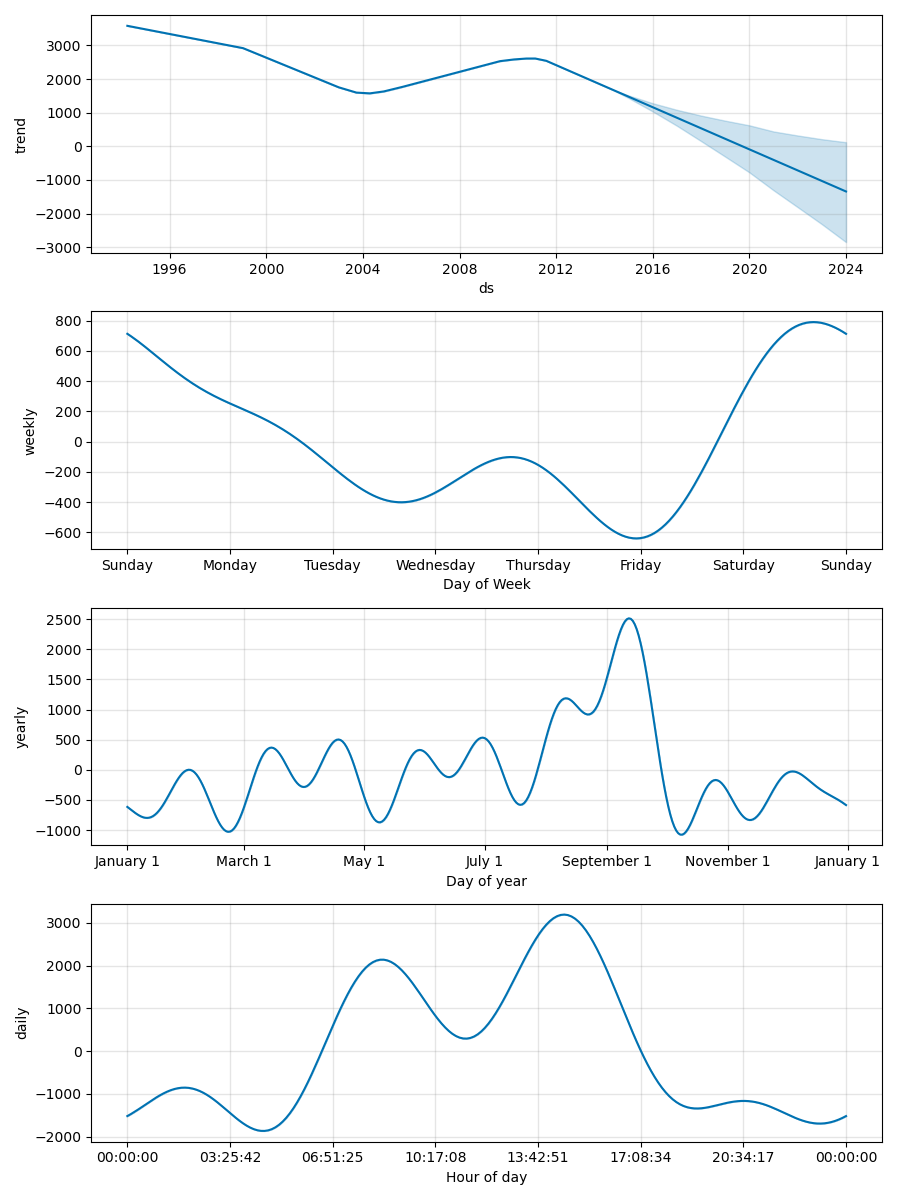 3000
2000
1000
0
−1000
−2000
−3000
trend
1996 2000 2004 2008 2012 2016 2020 2024
ds
800
600
400
200
0
−200
−400
−600
weekly
Sunday Monday Tuesday Wednesday Thursday Friday Saturday Sunday
Day of Week
2500
2000
1500
1000
500
0
−500
−1000
yearly
January 1 March 1 May 1 July 1 September 1 November 1 January 1
Day of year
3000
2000
1000
0
−1000
−2000
daily
00:00:00 03:25:42 06:51:25 10:17:08 13:42:51 17:08:34 20:34:17 00:00:00
Hour of day